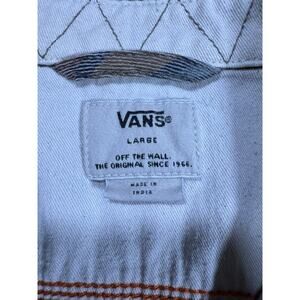 VANS®
LARGE
OFF THE WALL.
THE ORIGINAL SINCE 1966.
MADE IN
INDIA